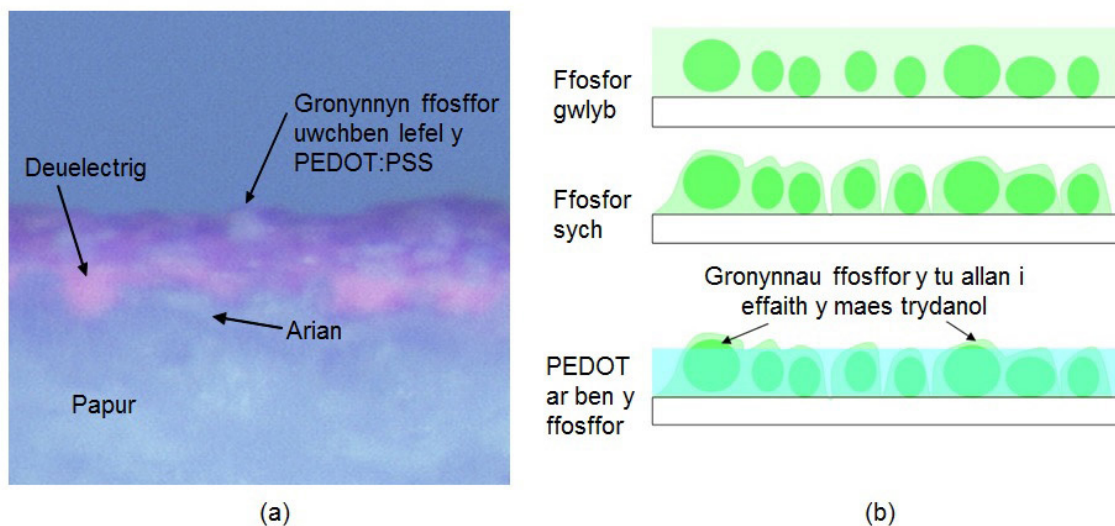 Gronynnyn ffosffor
uwchben lefel y
PEDOT:PSS
Deuelectrig
Arian
Papur
(a)
Ffosfor
gwlyb
Ffosfor
sych
Gronynnau ffosffor y tu allan i
effaith y maes trydanol
PEDOT
ar ben y
ffosffor
(b)